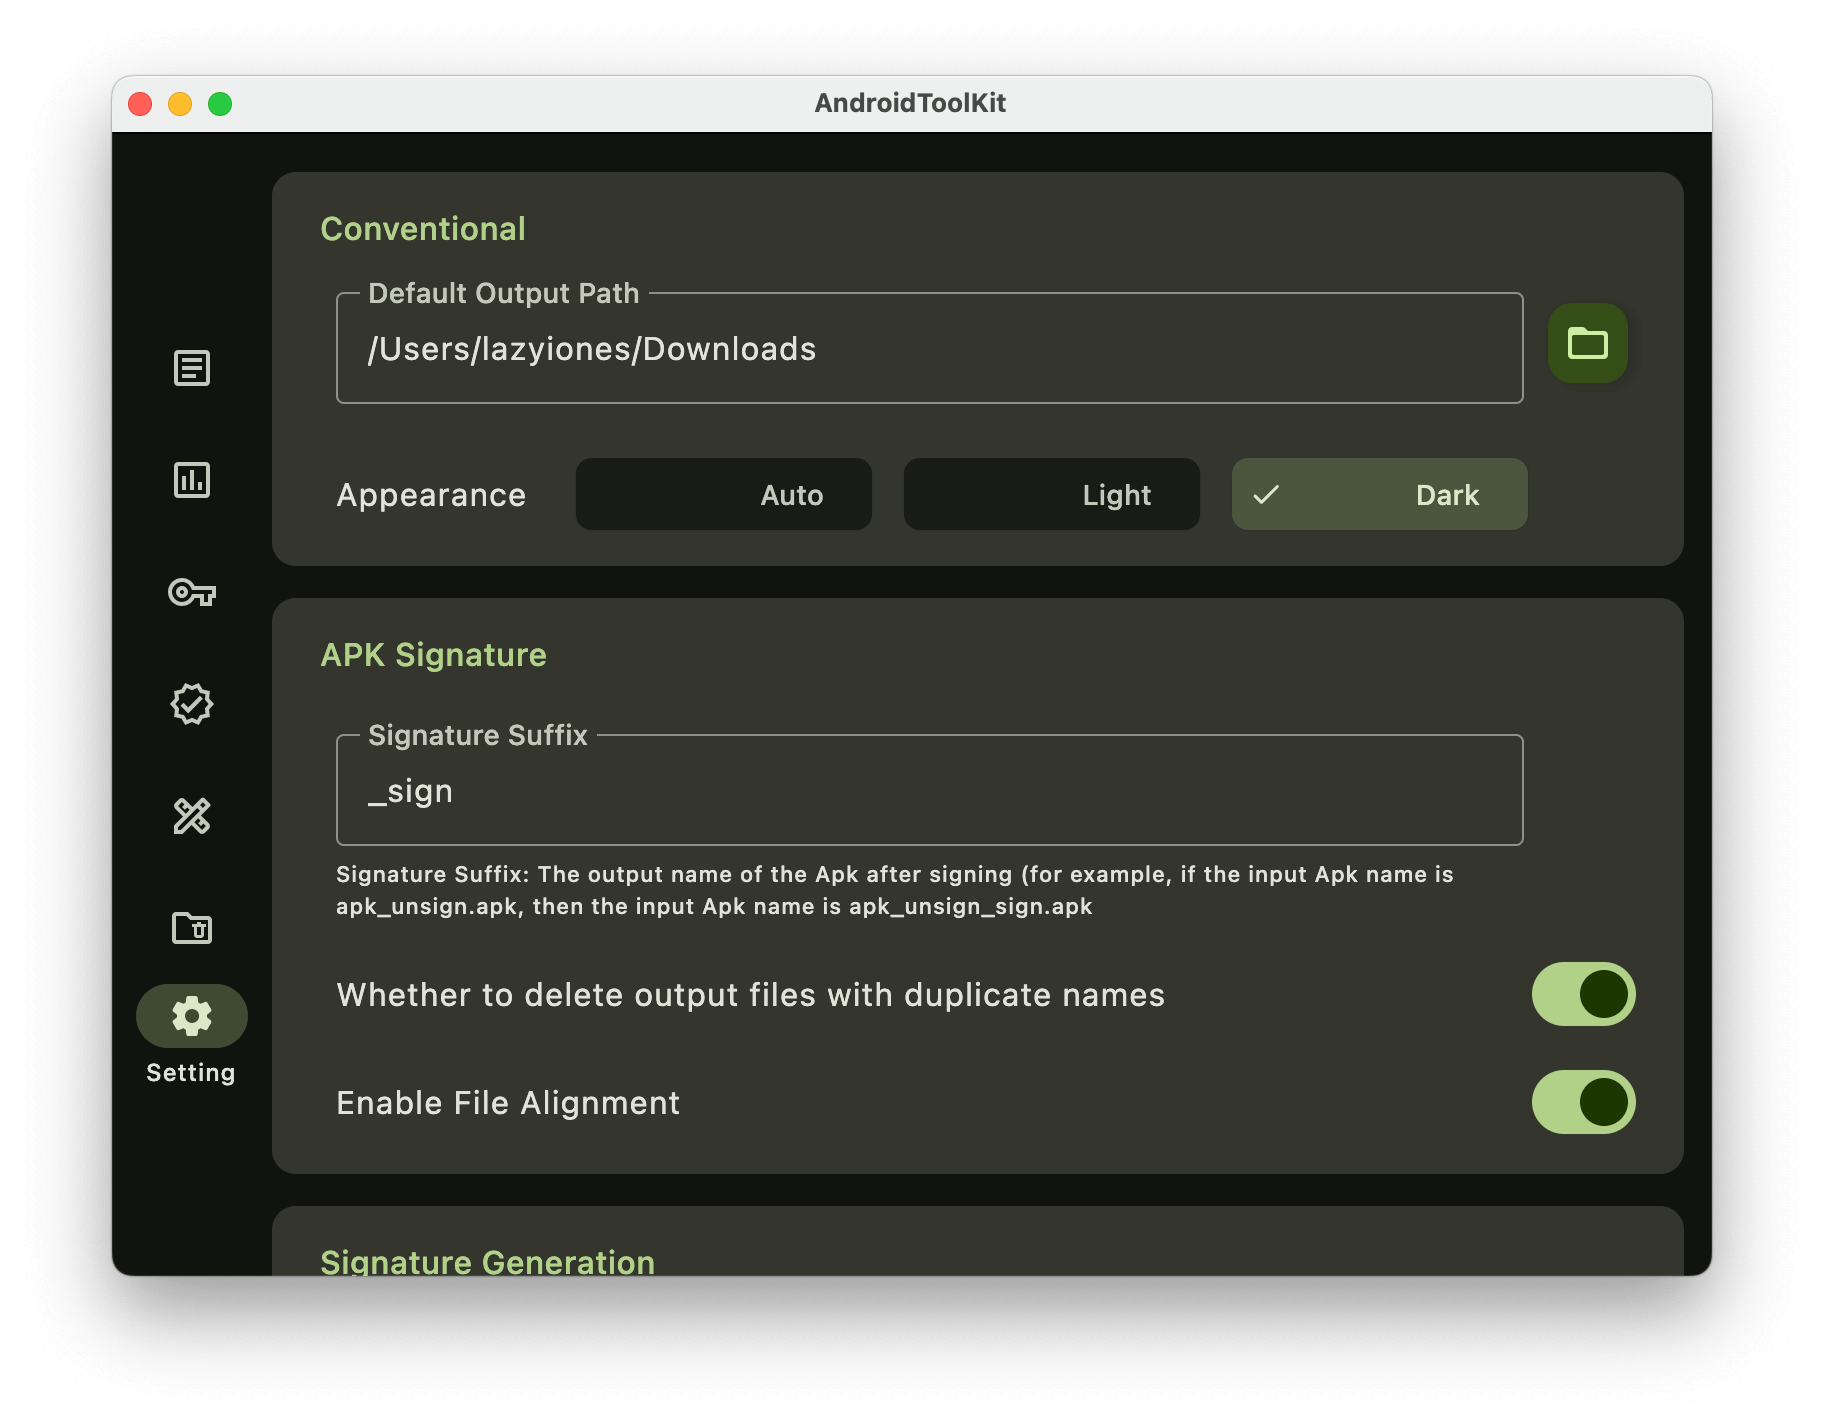 AndroidToolKit
Conventional
Default Output Path
/Users/lazyiones/Downloads
Appearance
Auto
Light
Dark
APK Signature
Signature Suffix
_sign
Signature Suffix: The output name of the Apk after signing (for example, if the input Apk name is
apk_unsign.apk, then the input Apk name is apk_unsign_sign.apk
Whether to delete output files with duplicate names
Setting
Enable File Alignment
Signature Generation